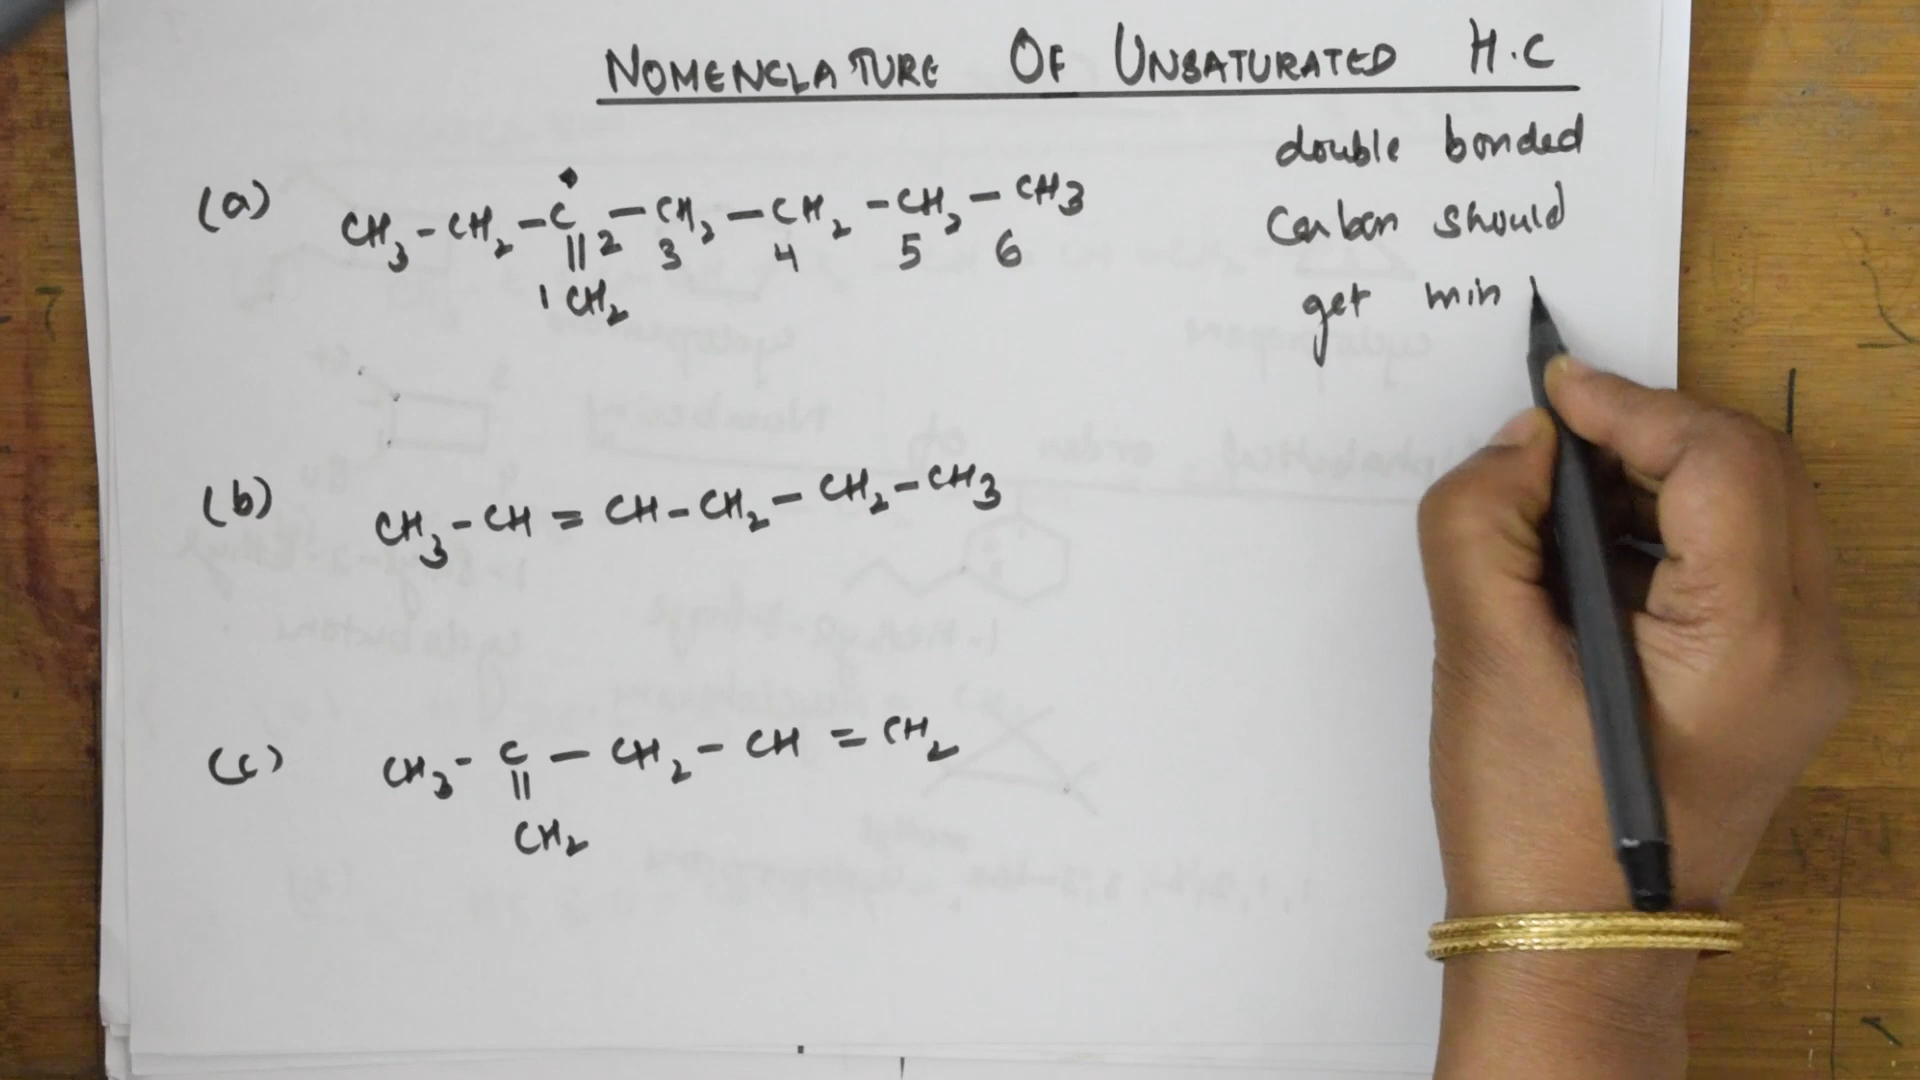 NOMENCLATURE OF UNSATURATED H.C
double bonded
Carbon should
get min
(a) CH3-CH2-C-CH2-CH2-CH2-CH3
|| 2 3 4 5 6
1 CH2
(b) CH3-CH=CH-CH2-CH2-CH3
(c) CH3-C-CH2-CH=CH2
||
CH2